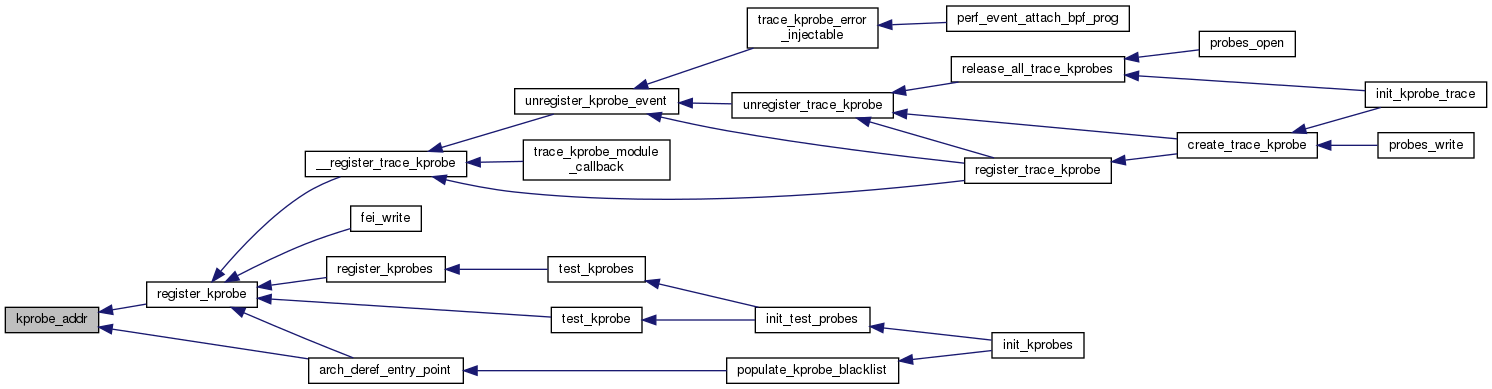 trace_kprobe_error
_injectable
perf_event_attach_bpf_prog
probes_open
release_all_trace_kprobes
unregister_kprobe_event
unregister_trace_kprobe
init_kprobe_trace
trace_kprobe_module
_callback
create_trace_kprobe
probes_write
__register_trace_kprobe
register_trace_kprobe
fei_write
register_kprobes
test_kprobes
register_kprobe
kprobe_addr
test_kprobe
init_test_probes
init_kprobes
arch_deref_entry_point
populate_kprobe_blacklist